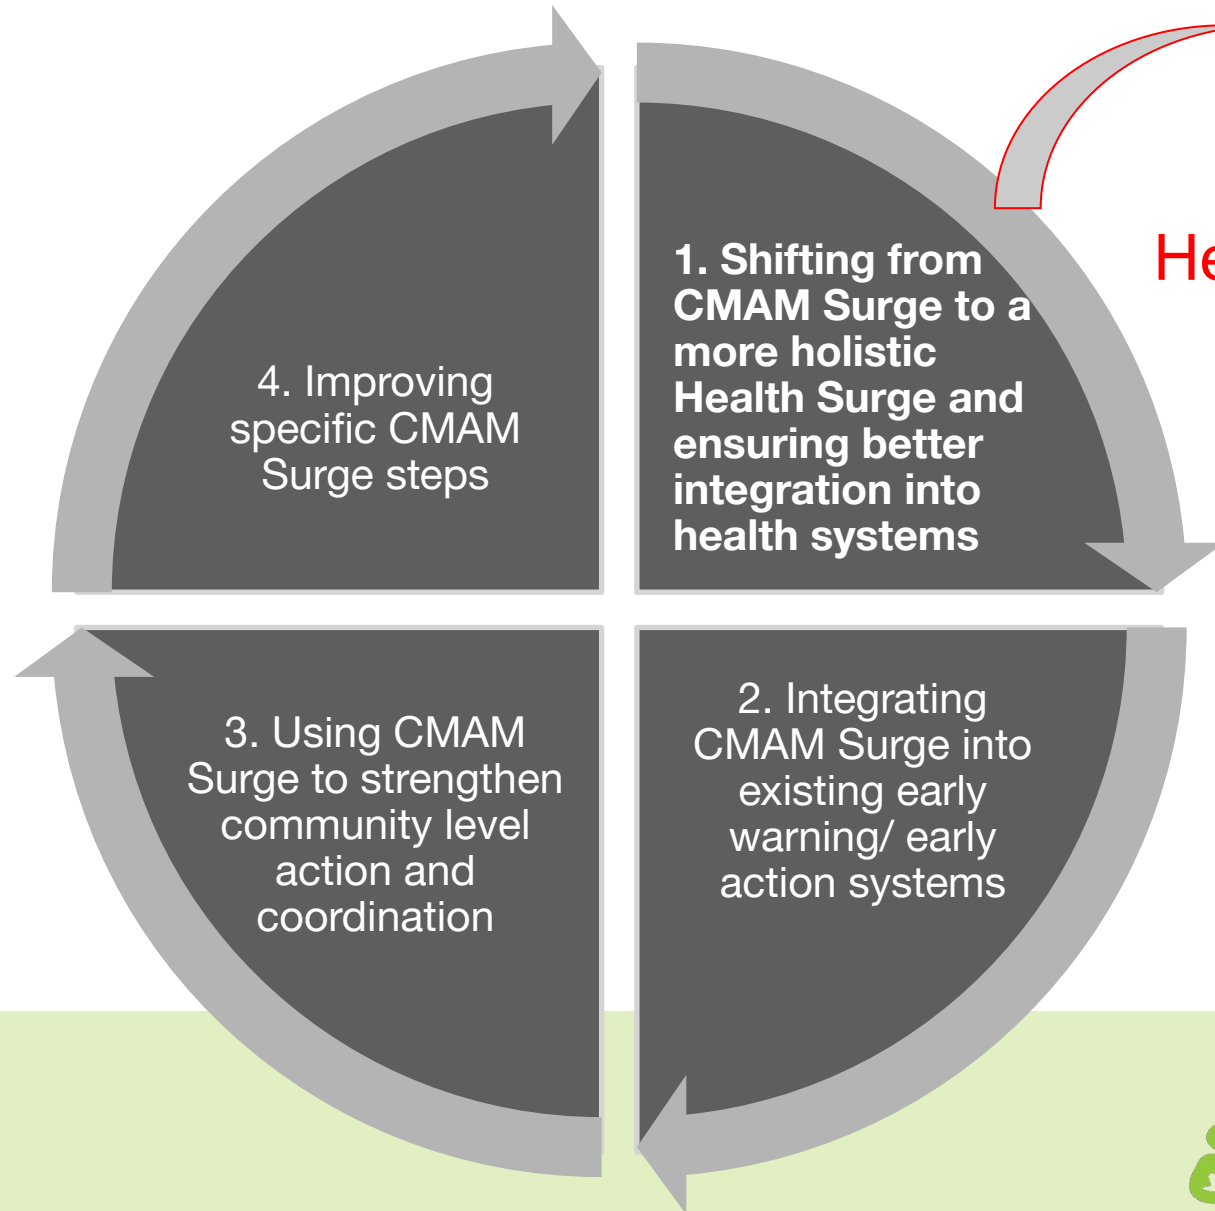 1. Shifting from
CMAM Surge to a
more holistic
Health Surge and
ensuring better
integration into
health systems
2. Integrating
CMAM Surge into
existing early
warning/ early
action systems
3. Using CMAM
Surge to strengthen
community level
action and
coordination
4. Improving
specific CMAM
Surge steps